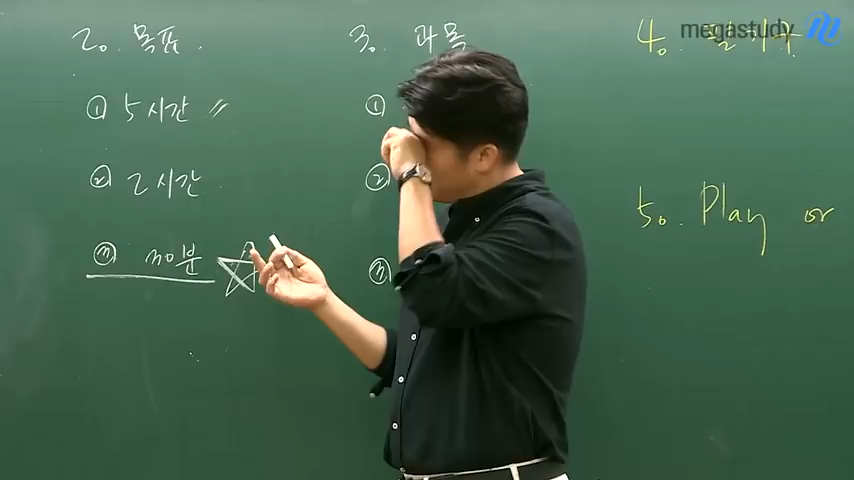 2. 목표.
① 5시간 〃
② 2시간
③ 30분 ☆
3. 과목
①
②
③
4.
5. Play or
megastudy